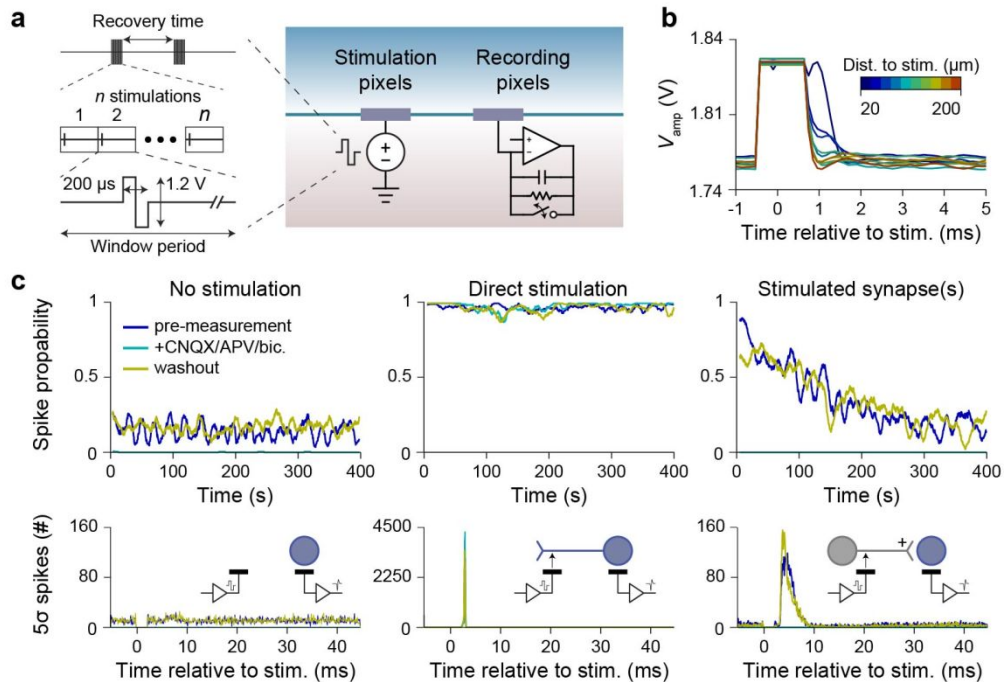 a
Recovery time
n stimulations
1 2 n
200 µs 1.2 V
Window period
Stimulation
pixels
Recording
pixels
+
−
+
−
b
1.84
1.81
1.74
Vamp (V)
Dist. to stim. (µm)
20 200
-1 0 1 2 3 4 5
Time relative to stim. (ms)
c
No stimulation
Direct stimulation
Stimulated synapse(s)
Spike propability
1
0.5
0
pre-measurement
+CNQX/APV/bic.
washout
0 100 200 300 400
Time (s)
1
0.5
0
0 100 200 300 400
Time (s)
1
0.5
0
0 100 200 300 400
Time (s)
5σ spikes (#)
160
80
0
0 10 20 30 40
Time relative to stim. (ms)
4500
2250
0
0 10 20 30 40
Time relative to stim. (ms)
160
80
0
+
0 10 20 30 40
Time relative to stim. (ms)